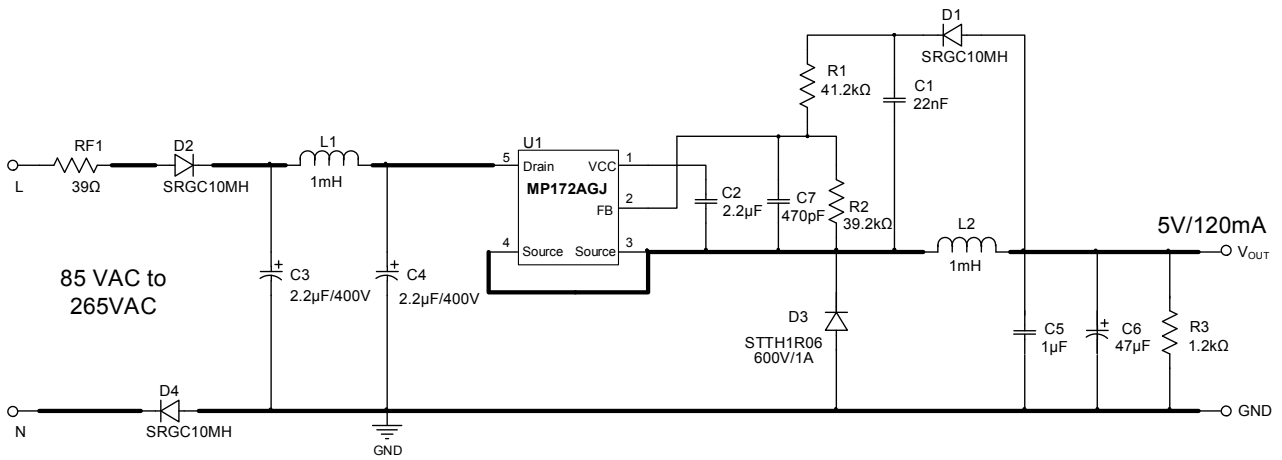 D1
SRGC10MH
R1
41.2kΩ
C1
22nF
RF1
39Ω
L
D2
SRGC10MH
L1
1mH
U1
5
Drain
VCC
1
MP172AGJ
FB
2
4
Source
Source
3
C2
2.2µF
C7
470pF
R2
39.2kΩ
L2
1mH
5V/120mA
VOUT
85 VAC to
265VAC
C3
2.2µF/400V
C4
2.2µF/400V
D3
STTH1R06
600V/1A
C5
1µF
C6
47µF
R3
1.2kΩ
N
D4
SRGC10MH
GND
GND